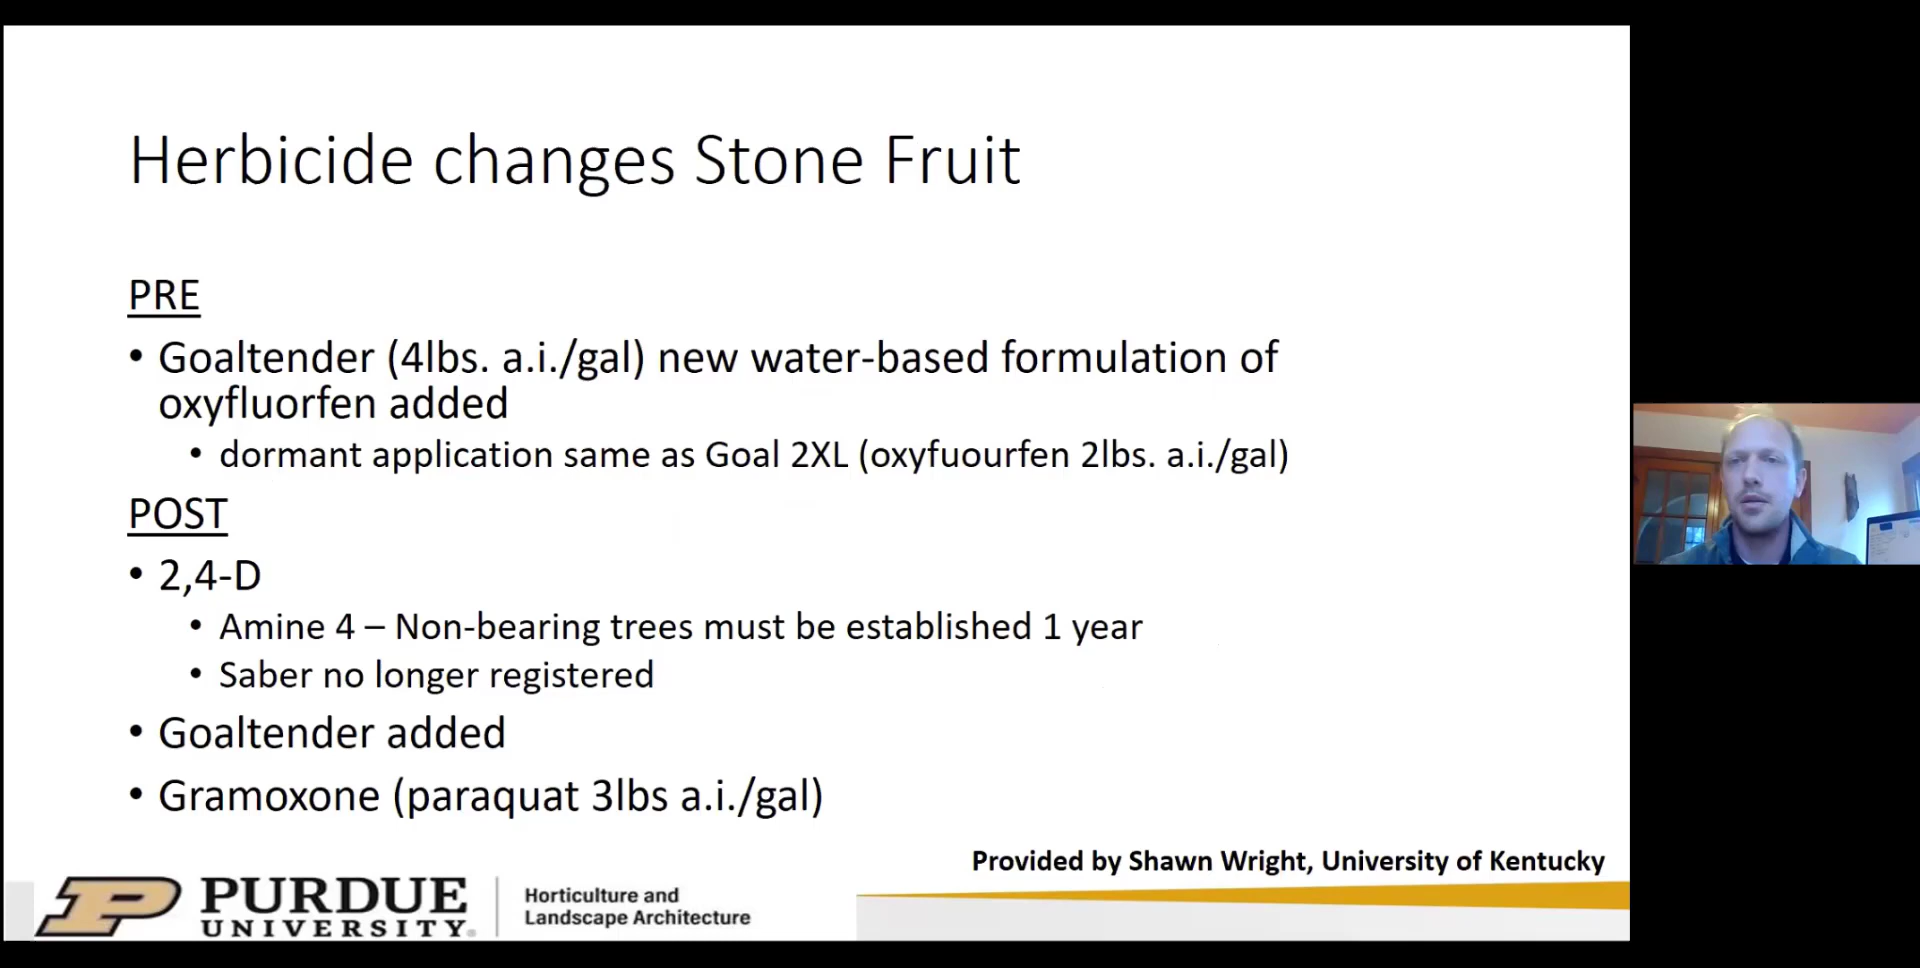 Herbicide changes Stone Fruit
PRE
• Goaltender (4lbs. a.i./gal) new water-based formulation of
oxyfluorfen added
• dormant application same as Goal 2XL (oxyfuourfen 2lbs. a.i./gal)
POST
• 2,4-D
• Amine 4 – Non-bearing trees must be established 1 year
• Saber no longer registered
• Goaltender added
• Gramoxone (paraquat 3lbs a.i./gal)
Provided by Shawn Wright, University of Kentucky
PURDUE
UNIVERSITY®
Horticulture and
Landscape Architecture